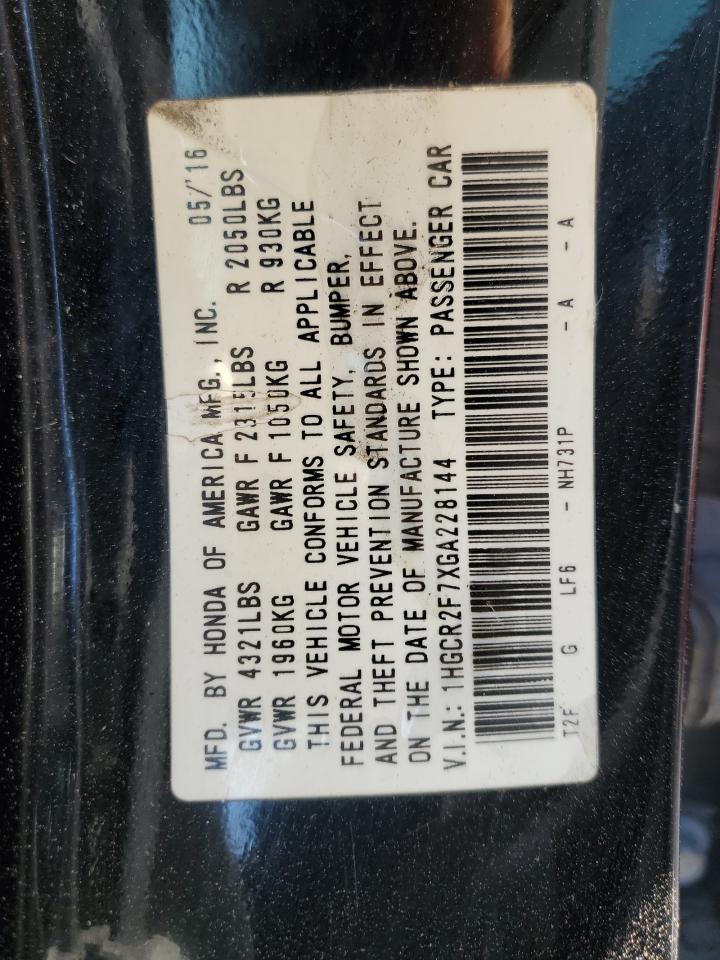 MFD. BY HONDA OF AMERICA MFG., INC. 05/'16
GVWR 4321LBS GAWR F 2315LBS R 2050LBS
GVWR 1960KG GAWR F 1050KG R 930KG
THIS VEHICLE CONFORMS TO ALL APPLICABLE
FEDERAL MOTOR VEHICLE SAFETY, BUMPER,
AND THEFT PREVENTION STANDARDS IN EFFECT
ON THE DATE OF MANUFACTURE SHOWN ABOVE.
V.I.N.: 1HGCR2F7XGA228144 TYPE: PASSENGER CAR
T2F G LF6 - NH731P - A - A